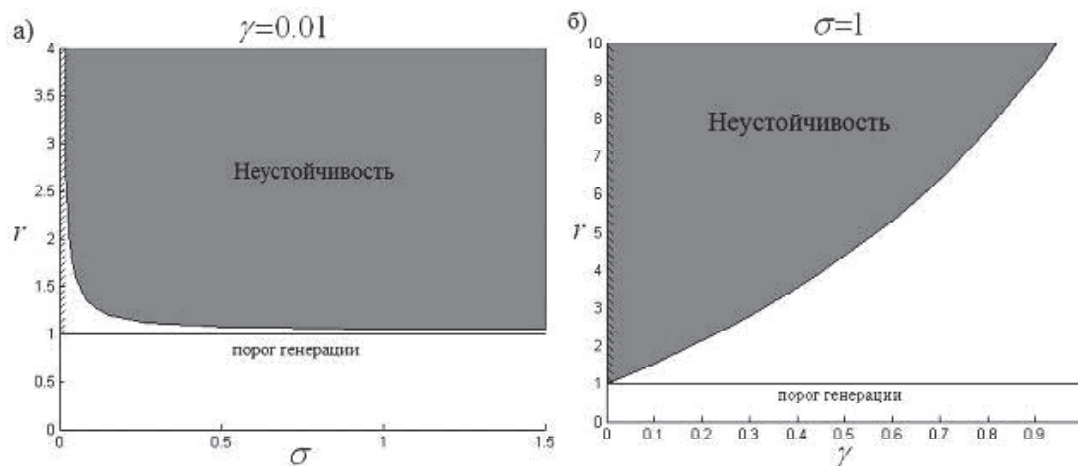 а)
γ=0.01
4
3.5
3
Неустойчивость
2.5
r
2
1.5
1
порог генерации
0.5
0
0
0.5
1
1.5
σ
б)
σ=1
10
9
8
Неустойчивость
7
6
r
5
4
3
2
1
порог генерации
0
0
0.1
0.2
0.3
0.4
0.5
0.6
0.7
0.8
0.9
γ